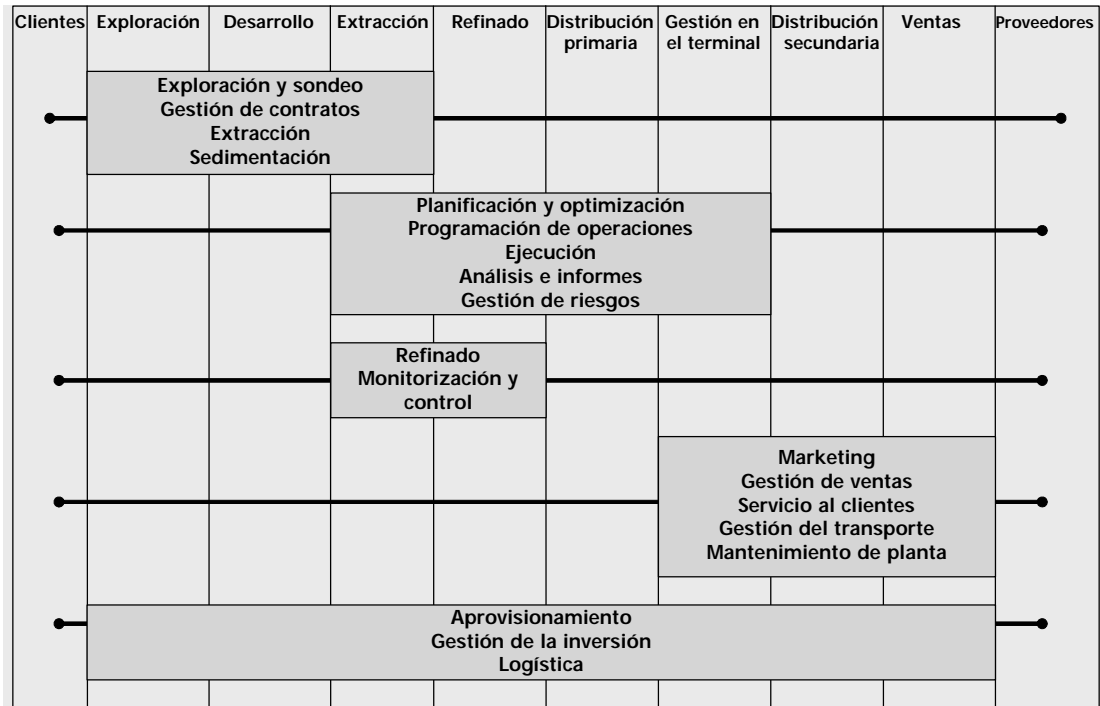 Clientes
Exploración
Desarrollo
Extracción
Refinado
Distribución
primaria
Gestión en
el terminal
Distribución
secundaria
Ventas
Proveedores
Exploración y sondeo
Gestión de contratos
Extracción
Sedimentación
Planificación y optimización
Programación de operaciones
Ejecución
Análisis e informes
Gestión de riesgos
Refinado
Monitorización y
control
Marketing
Gestión de ventas
Servicio al clientes
Gestión del transporte
Mantenimiento de planta
Aprovisionamiento
Gestión de la inversión
Logística